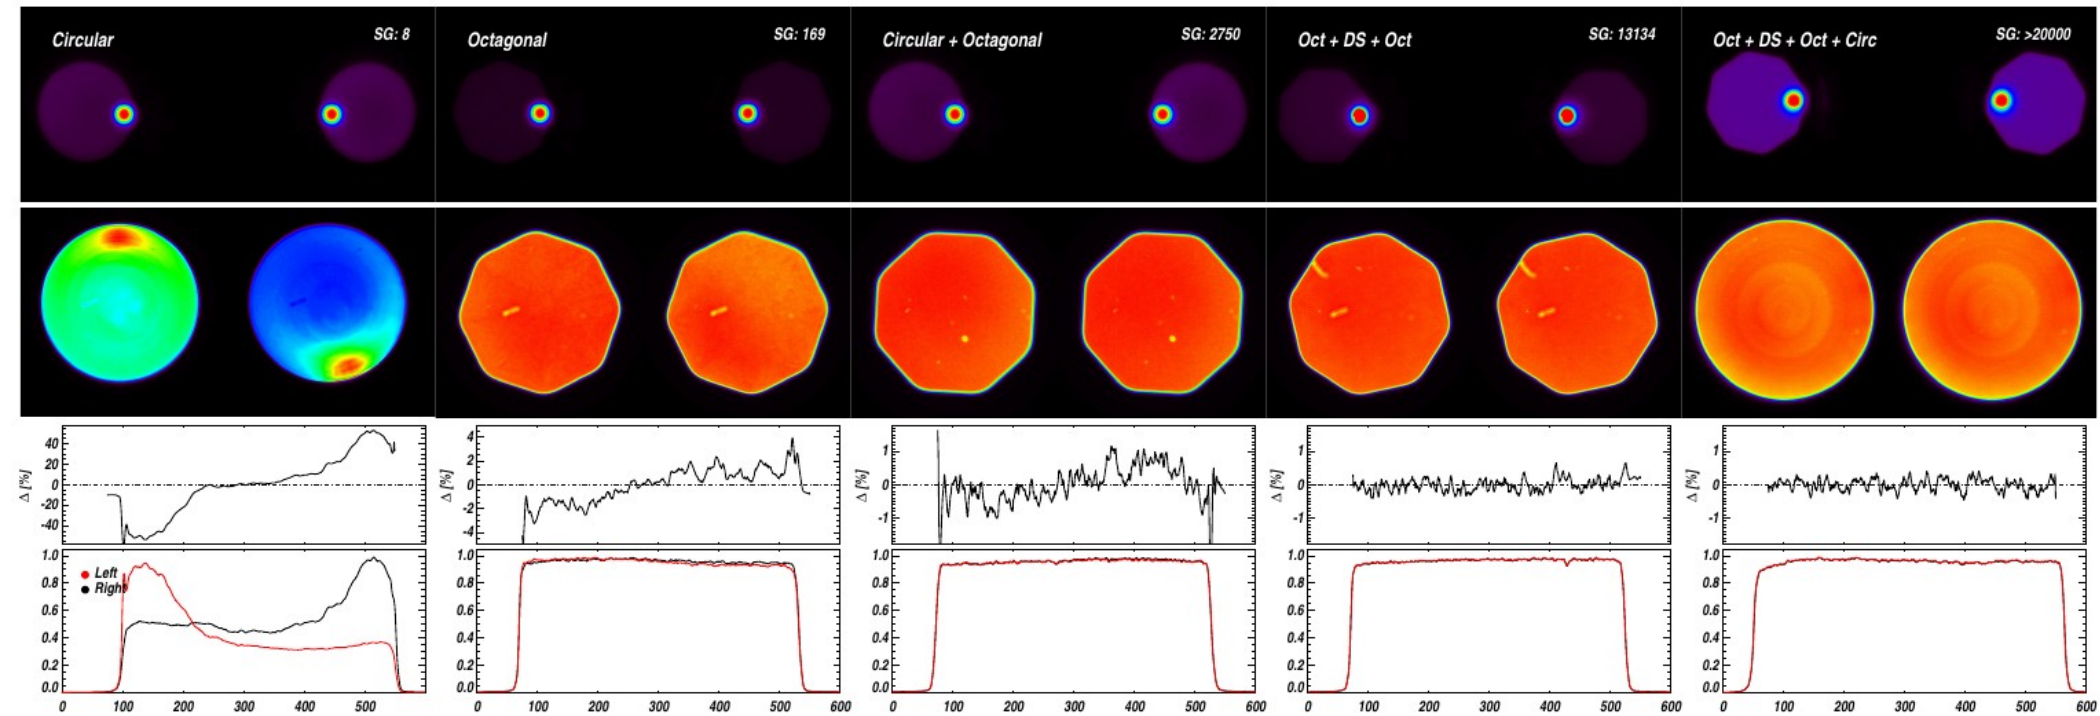 Circular SG: 8
Octagonal SG: 169
Circular + Octagonal SG: 2750
Oct + DS + Oct SG: 13134
Oct + DS + Oct + Circ SG: >20000
Δ [%]
40
20
0
-20
-40
Δ [%]
4
2
0
-2
-4
Δ [%]
1
0
-1
Δ [%]
1
0
-1
Δ [%]
1
0
-1
1.0
0.8
0.6
0.4
0.2
0.0
Left
Right
0 100 200 300 400 500
1.0
0.8
0.6
0.4
0.2
0.0
0 100 200 300 400 500 600
1.0
0.8
0.6
0.4
0.2
0.0
0 100 200 300 400 500 600
1.0
0.8
0.6
0.4
0.2
0.0
0 100 200 300 400 500 600
1.0
0.8
0.6
0.4
0.2
0.0
0 100 200 300 400 500 600